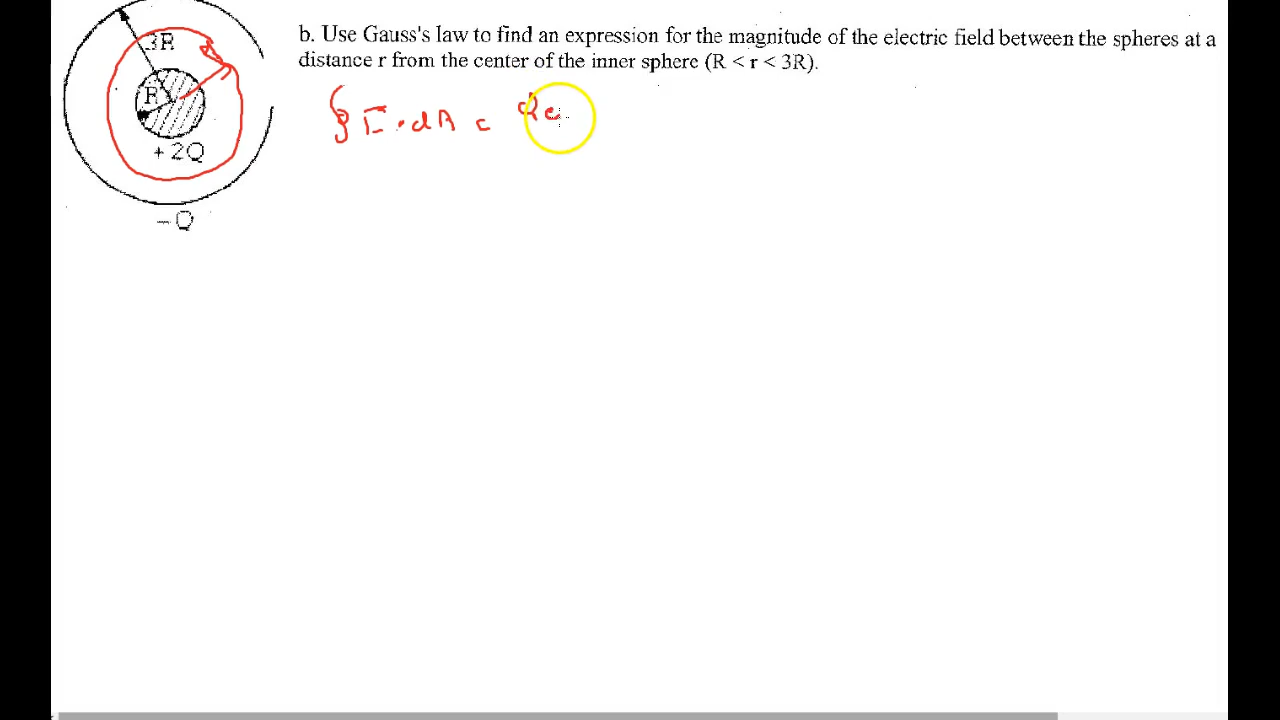 3R
R
+2Q
−Q
b. Use Gauss's law to find an expression for the magnitude of the electric field between the spheres at a
distance r from the center of the inner sphere (R < r < 3R).
∮ E • dA = Qe